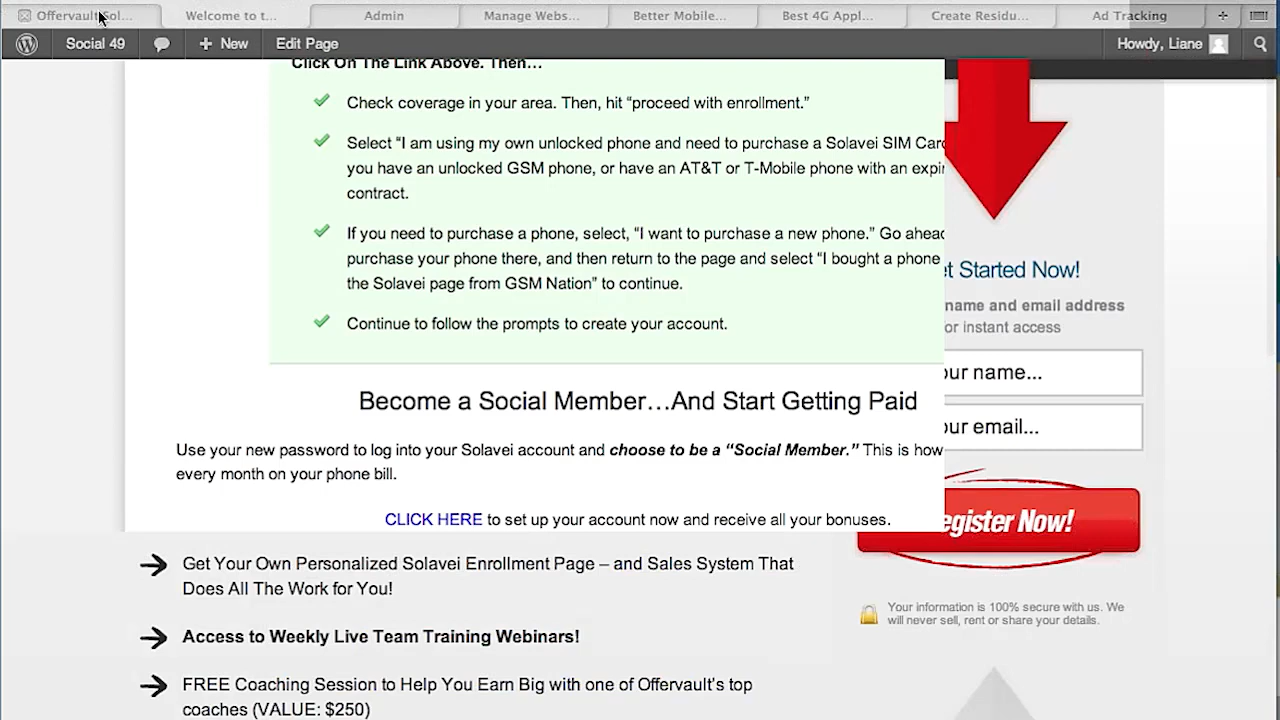 Offervault Sol...
Welcome to t...
Admin
Manage Webs...
Better Mobile...
Best 4G Appl...
Create Residu...
Ad Tracking
Social 49
New
Edit Page
Howdy, Liane
Click On The Link Above. Then…
Check coverage in your area. Then, hit “proceed with enrollment.”
Select “I am using my own unlocked phone and need to purchase a Solavei SIM Card
you have an unlocked GSM phone, or have an AT&T or T-Mobile phone with an expi
contract.
If you need to purchase a phone, select, “I want to purchase a new phone.” Go ahead
purchase your phone there, and then return to the page and select “I bought a phone
the Solavei page from GSM Nation” to continue.
Continue to follow the prompts to create your account.
Become a Social Member…And Start Getting Paid
Use your new password to log into your Solavei account and choose to be a “Social Member.” This is how
every month on your phone bill.
CLICK HERE to set up your account now and receive all your bonuses.
et Started Now!
name and email address
or instant access
our name...
our email...
egister Now!
Your information is 100% secure with us. We
will never sell, rent or share your details.
Get Your Own Personalized Solavei Enrollment Page – and Sales System That
Does All The Work for You!
Access to Weekly Live Team Training Webinars!
FREE Coaching Session to Help You Earn Big with one of Offervault’s top
coaches (VALUE: $250)